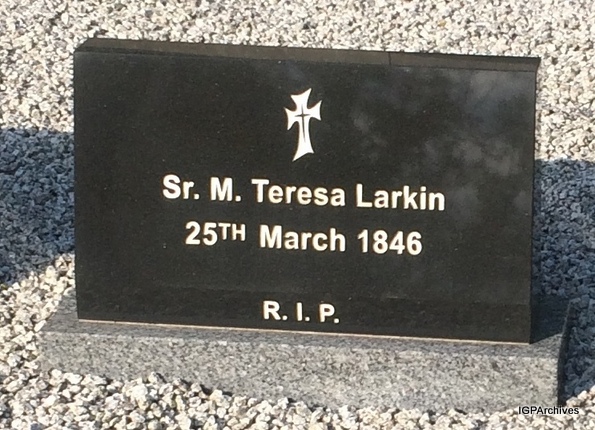 Sr. M. Teresa Larkin
25TH March 1846
R. I. P.
IGPArchives